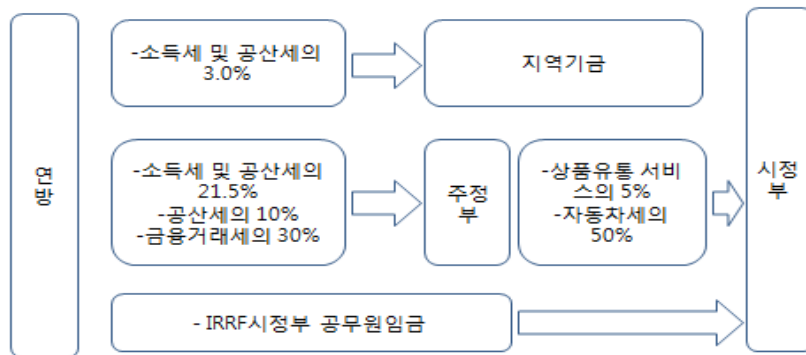 연
방
-소득세 및 공산세의
3.0%
지역기금
-소득세 및 공산세의
21.5%
-공산세의 10%
-금융거래세의 30%
주정
부
-상품유통 서비
스의 5%
-자동차세의
50%
- IRRF시정부 공무원임금
시정
부